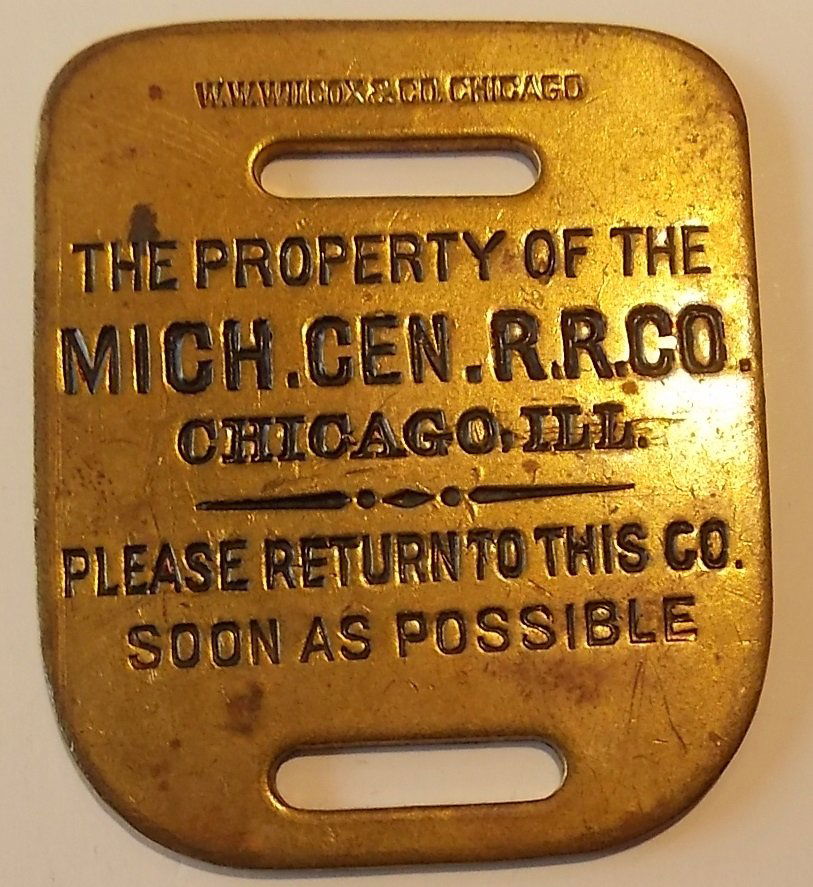 W.W.WILCOX & CO. CHICAGO
THE PROPERTY OF THE
MICH.CEN.R.R.CO.
CHICAGO, ILL.
PLEASE RETURN TO THIS CO.
SOON AS POSSIBLE